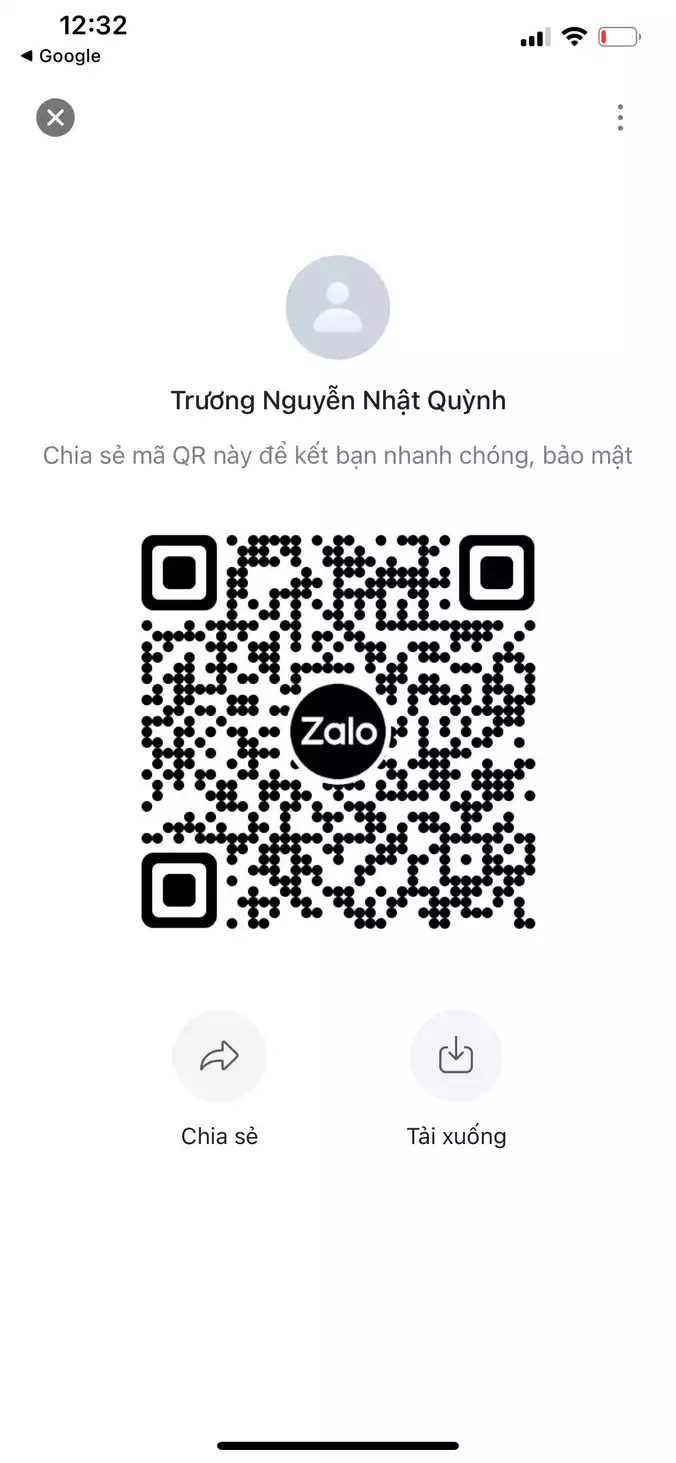 12:32
◀ Google
Trương Nguyễn Nhật Quỳnh
Chia sẻ mã QR này để kết bạn nhanh chóng, bảo mật
Zalo
Chia sẻ
Tải xuống